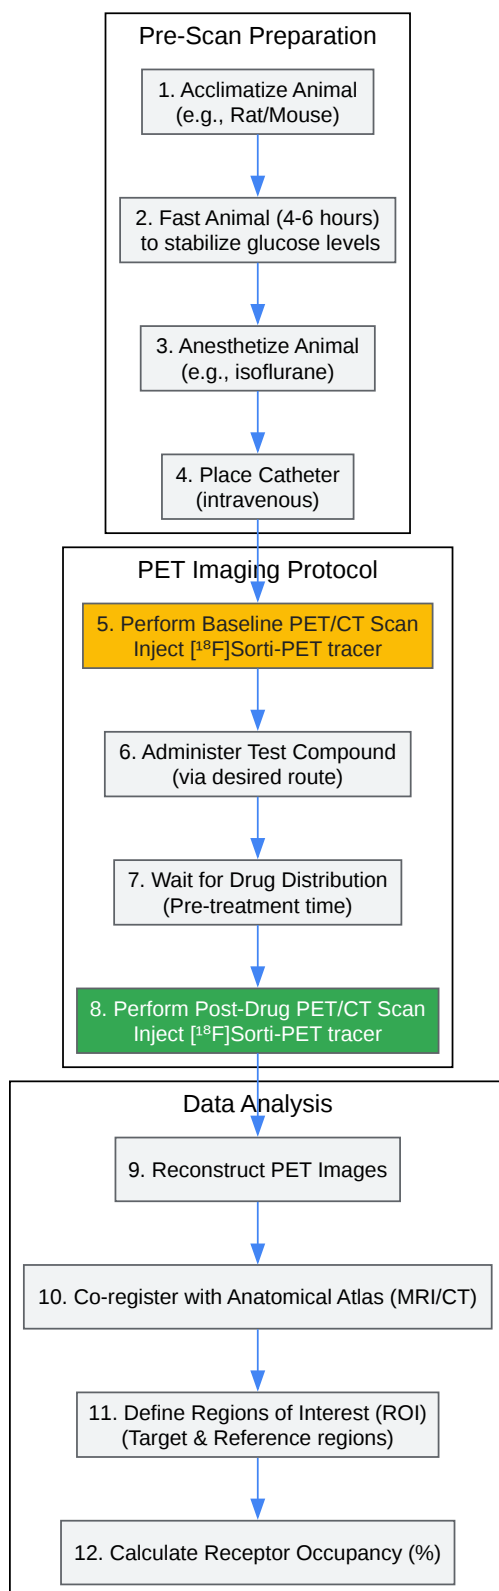 Pre-Scan Preparation
1. Acclimatize Animal
(e.g., Rat/Mouse)
2. Fast Animal (4-6 hours)
to stabilize glucose levels
3. Anesthetize Animal
(e.g., isoflurane)
4. Place Catheter
(intravenous)
PET Imaging Protocol
5. Perform Baseline PET/CT Scan
Inject [¹⁸F]Sorti-PET tracer
6. Administer Test Compound
(via desired route)
7. Wait for Drug Distribution
(Pre-treatment time)
8. Perform Post-Drug PET/CT Scan
Inject [¹⁸F]Sorti-PET tracer
Data Analysis
9. Reconstruct PET Images
10. Co-register with Anatomical Atlas (MRI/CT)
11. Define Regions of Interest (ROI)
(Target & Reference regions)
12. Calculate Receptor Occupancy (%)